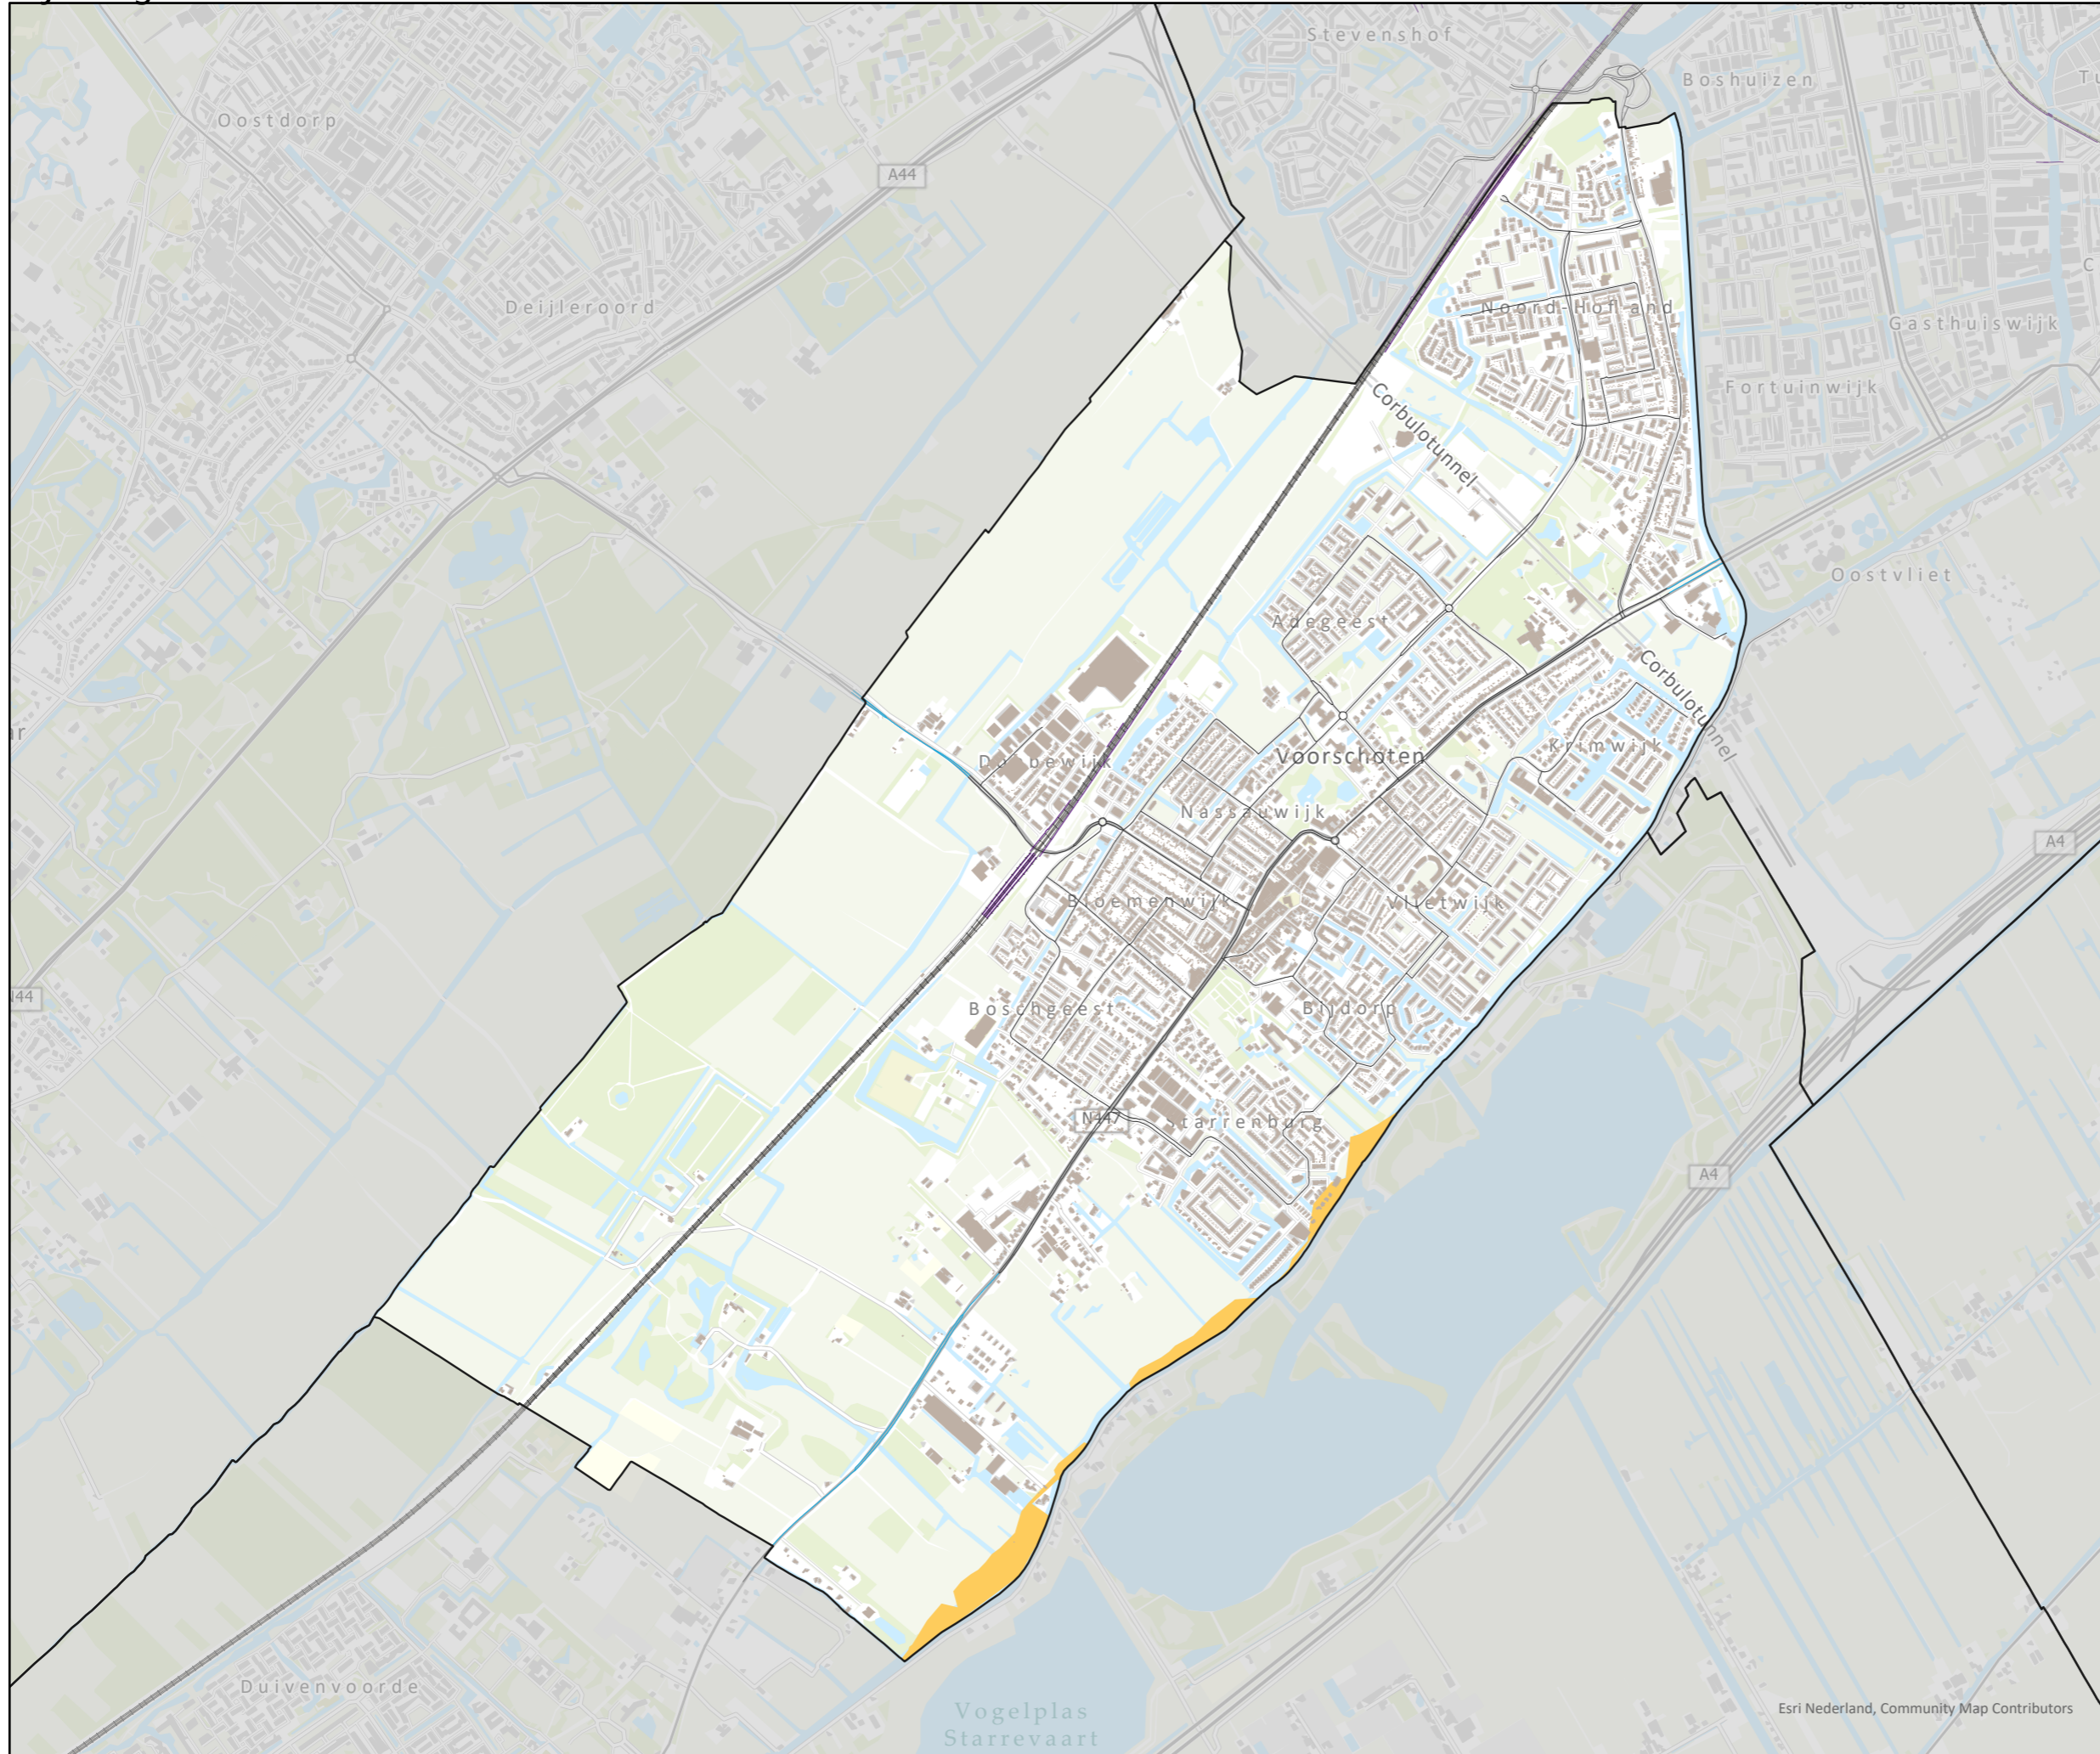 Stevenshof
Boshuizen
Oostdorp
A44
Deijleroord
Noord-Hofland
Gasthuiswijk
Fortuinwijk
Corbulotunnel
Oostvliet
Adegeest
Corbulotunnel
Krimwijk
Voorschoten
Nassauwijk
A4
Bloemenwijk
Vlietwijk
Boschgeest
Bijdorp
N447
Starrenburg
A4
Duivenvoorde
Vogelplas
Starrevaart
Esri Nederland, Community Map Contributors